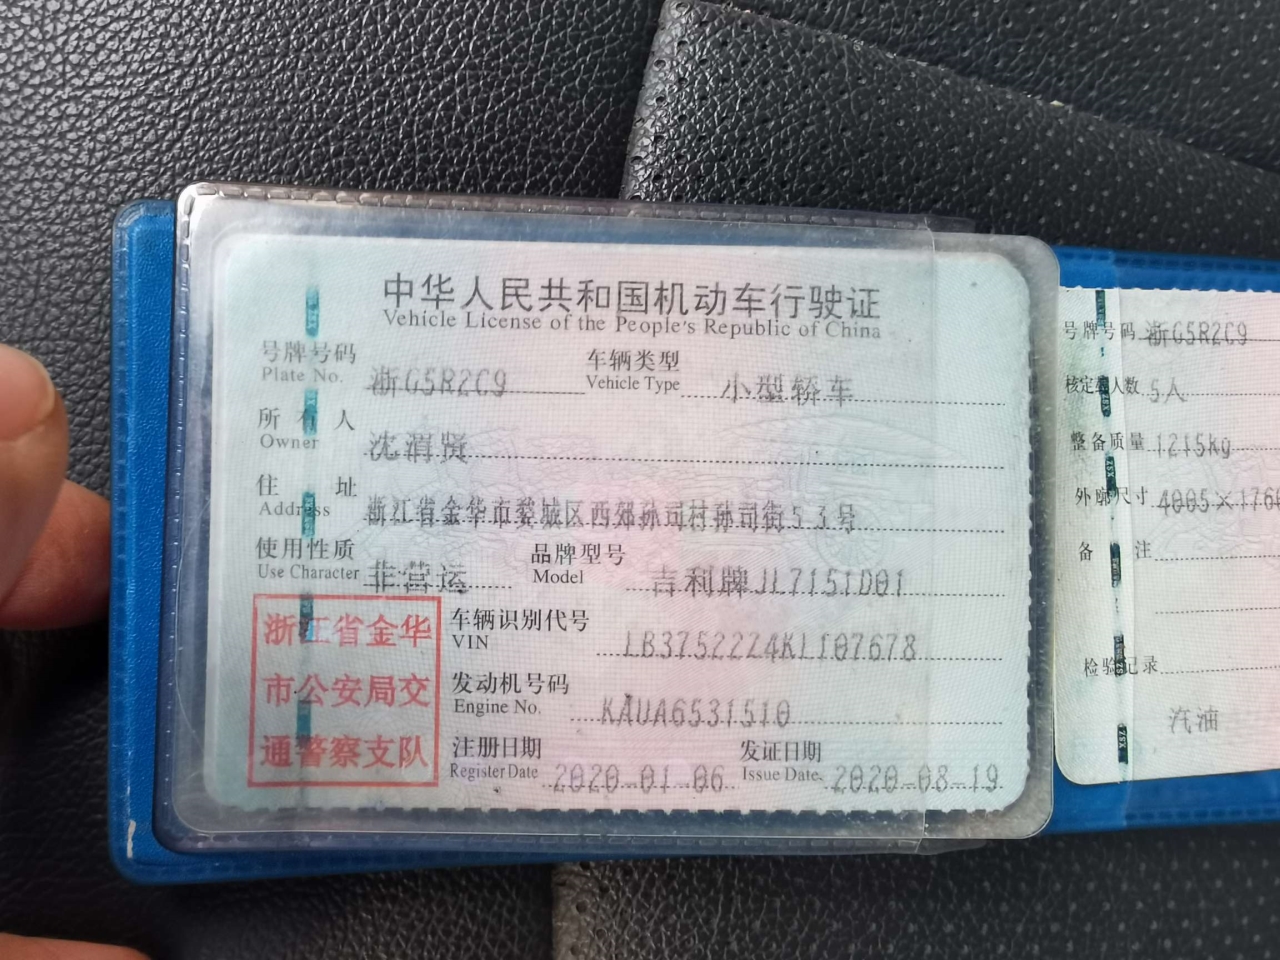 中华人民共和国机动车行驶证
Vehicle License of the People's Republic of China
号牌号码 浙G5R2C9 车辆类型 小型轿车
Plate No. Vehicle Type
所有人 沈渭贤
Owner
住址 浙江省金华市婺城区西郊孙司村孙司街53号
Address
使用性质 非营运 品牌型号 吉利牌JL7151D01
Use Character Model
浙江省金华
市公安局交
通警察支队
车辆识别代号 LB37522Z4KL107678
VIN
发动机号码 KAUA6531510
Engine No.
注册日期 2020-01-06 发证日期 2020-08-19
Register Date Issue Date
号牌号码 浙G5R2C9
核定载人数 5人
整备质量 1215kg
外廓尺寸 4005×176
备注
检验记录
汽油